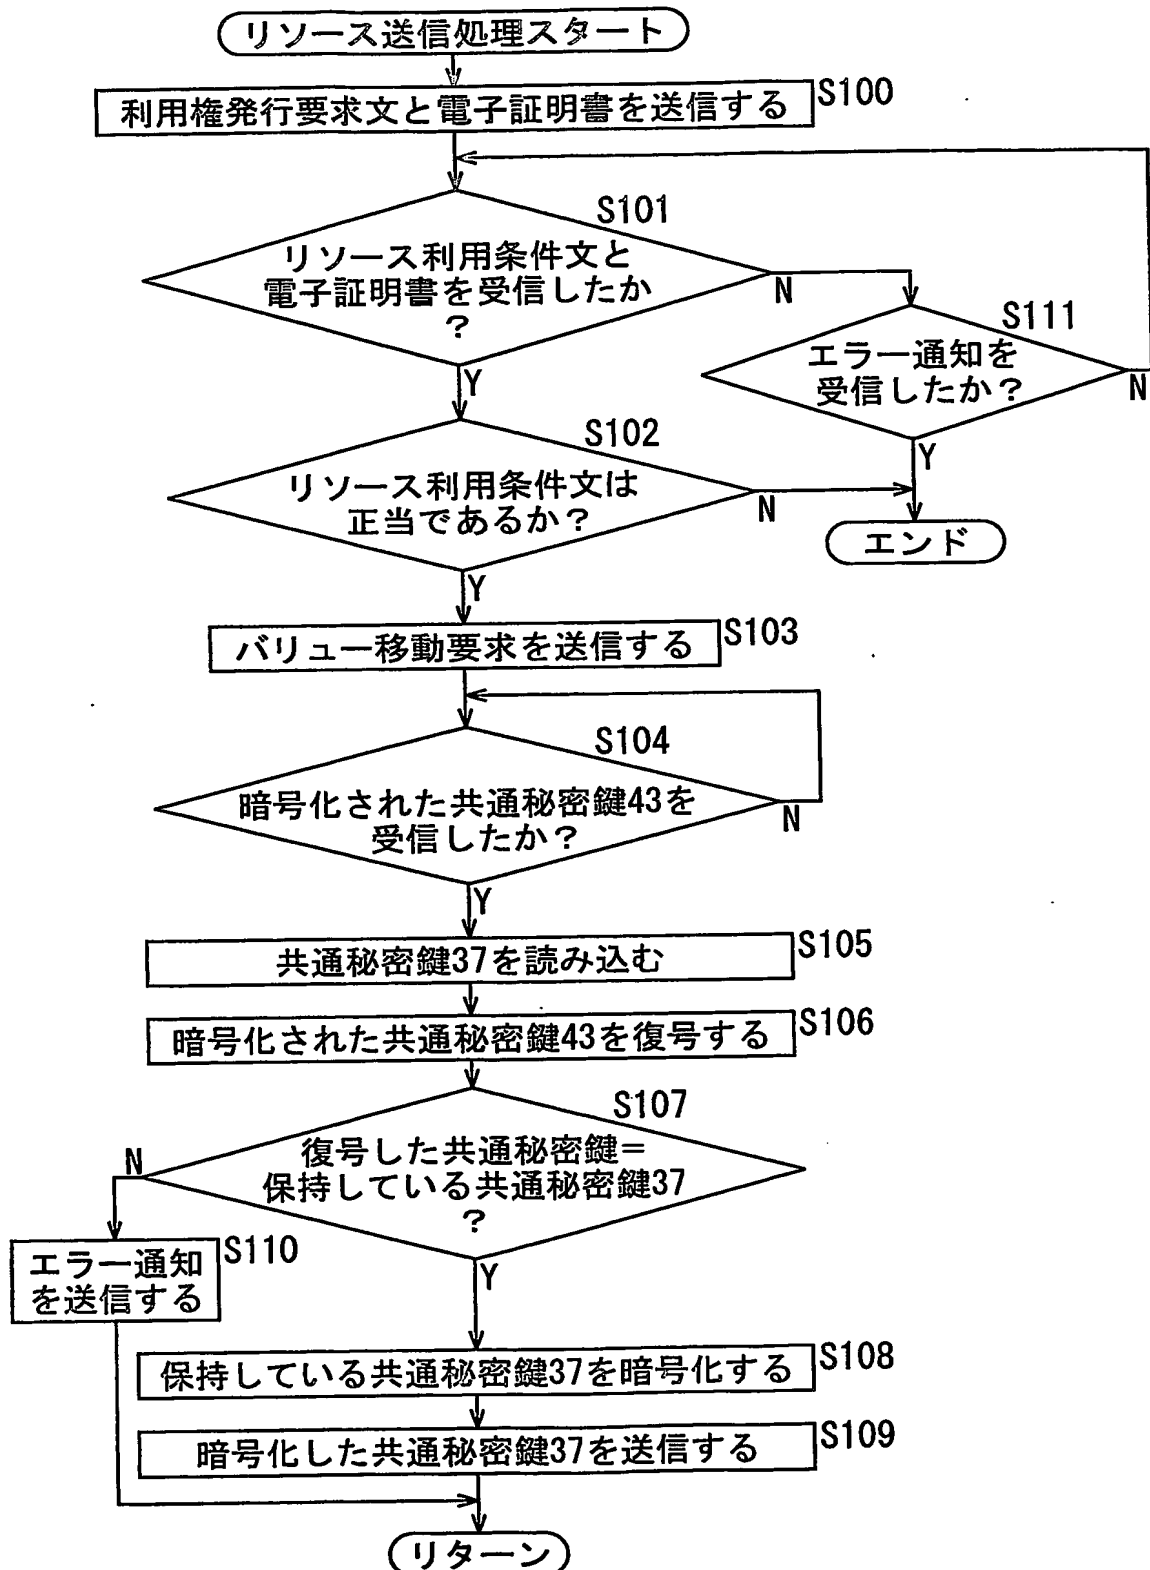 リソース送信処理スタート
利用権発行要求文と電子証明書を送信する
S100
S101
リソース利用条件文と
電子証明書を受信したか
?
N
Y
S111
エラー通知を
受信したか?
N
Y
S102
リソース利用条件文は
正当であるか?
N
Y
エンド
バリュー移動要求を送信する
S103
S104
暗号化された共通秘密鍵43を
受信したか?
N
Y
共通秘密鍵37を読み込む
S105
暗号化された共通秘密鍵43を復号する
S106
S107
復号した共通秘密鍵=
保持している共通秘密鍵37
?
N
Y
エラー通知
を送信する
S110
保持している共通秘密鍵37を暗号化する
S108
暗号化した共通秘密鍵37を送信する
S109
リターン